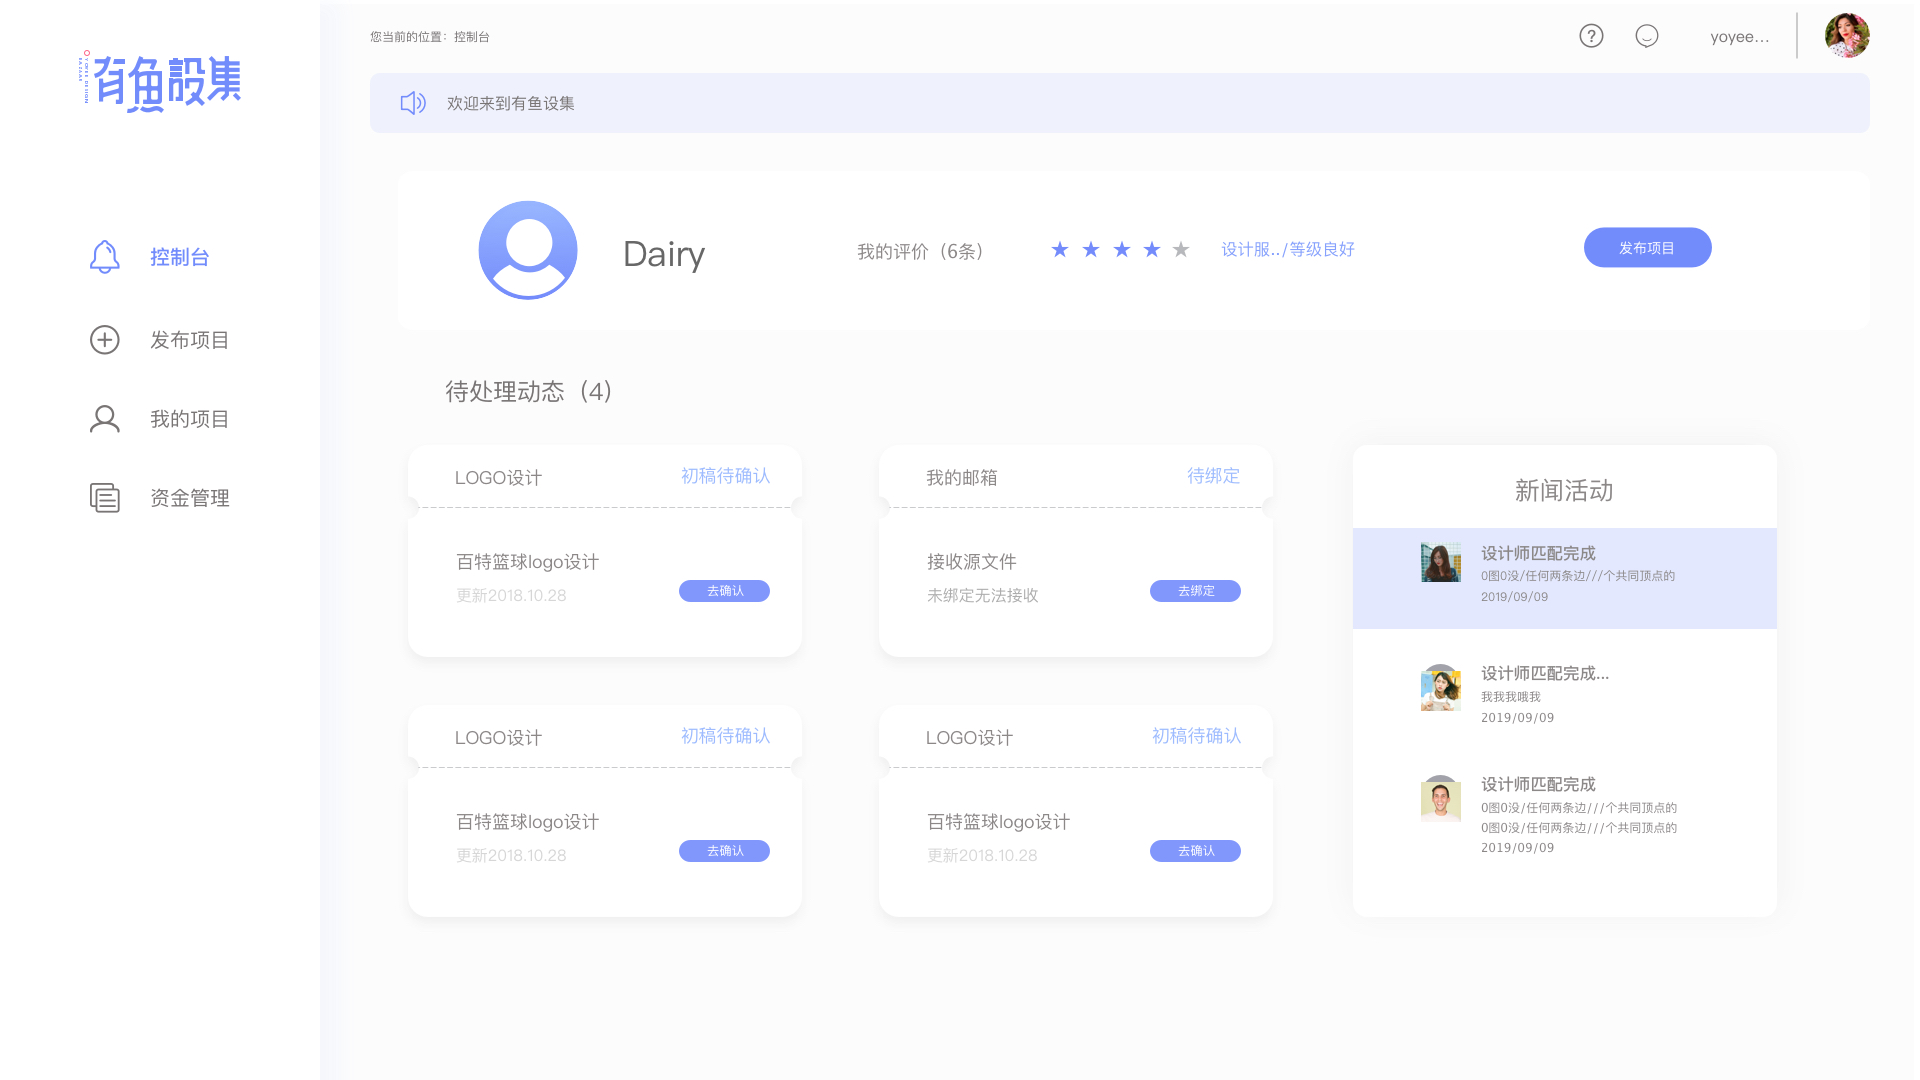 有鱼設集
您当前的位置：控制台
yoyee...
欢迎来到有鱼设集
控制台
发布项目
我的项目
资金管理
Dairy
我的评价（6条）
设计服../等级良好
发布项目
待处理动态（4）
LOGO设计
初稿待确认
百特篮球logo设计
更新2018.10.28
去确认
我的邮箱
待绑定
接收源文件
未绑定无法接收
去绑定
LOGO设计
初稿待确认
百特篮球logo设计
更新2018.10.28
去确认
LOGO设计
初稿待确认
百特篮球logo设计
更新2018.10.28
去确认
新闻活动
设计师匹配完成
0图0没/任何两条边///个共同顶点的
2019/09/09
设计师匹配完成...
我我我哦我
2019/09/09
设计师匹配完成
0图0没/任何两条边///个共同顶点的
0图0没/任何两条边///个共同顶点的
2019/09/09